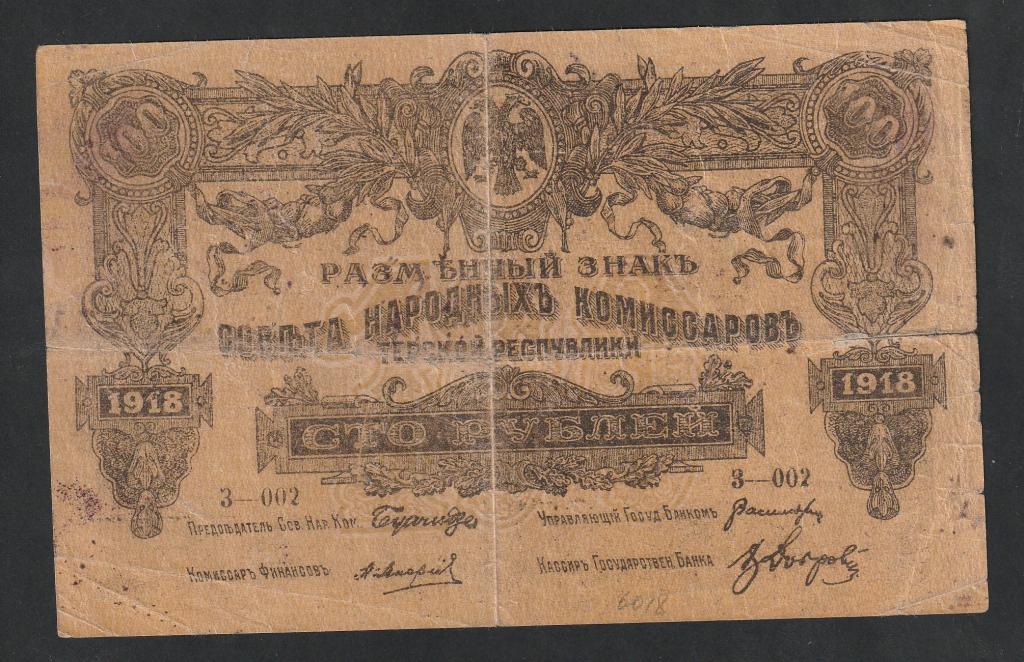 100 100
РАЗМѢННЫЙ ЗНАКЪ
СОВѢТА НАРОДНЫХЪ КОМИССАРОВЪ
ТЕРСКОЙ РЕСПУБЛИКИ
1918 1918
СТО РУБЛЕЙ
З—002 З—002
ПРЕДСѢДАТЕЛЬ СОВ. НАР. КОМ. УПРАВЛЯЮЩІЙ ГОСУД. БАНКОМЪ
КОМИССАРЪ ФИНАНСОВЪ КАССИРЪ ГОСУДАРСТВЕН. БАНКА
6018